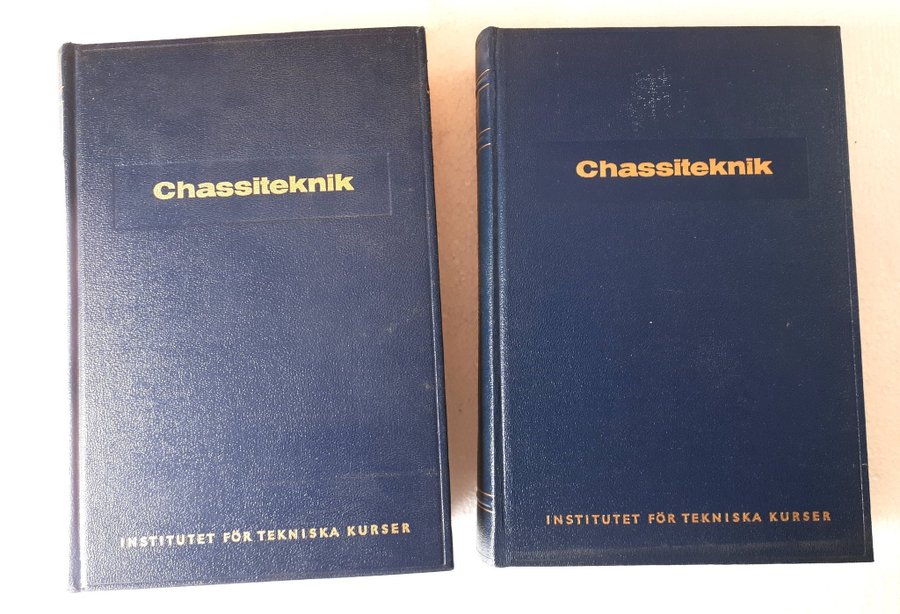 Chassiteknik
INSTITUTET FÖR TEKNISKA KURSER
Chassiteknik
INSTITUTET FÖR TEKNISKA KURSER